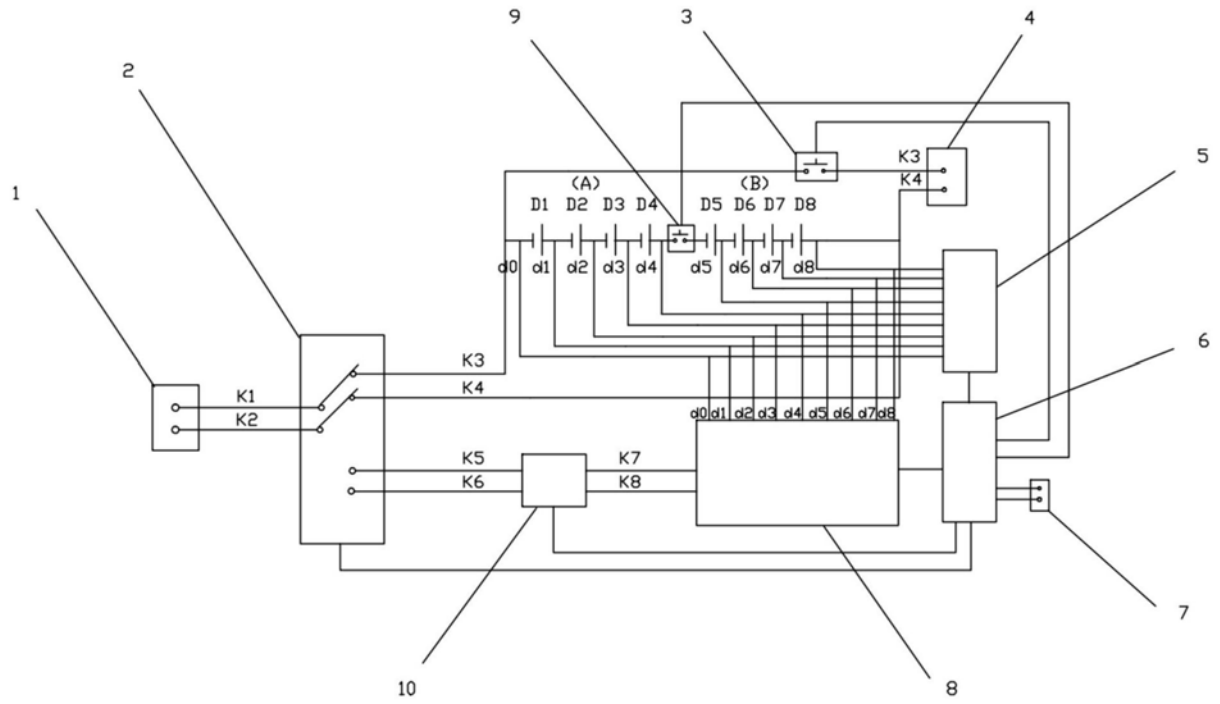 9 3 4
2
K3
1 (A) (B) K4 5
D1 D2 D3 D4 D5 D6 D7 D8
d0 d1 d2 d3 d4 d5 d6 d7 d8
6
K3
K1 K4
K2 d0 d1 d2 d3 d4 d5 d6 d7 d8
K5 K7
K6 K8
7
10 8